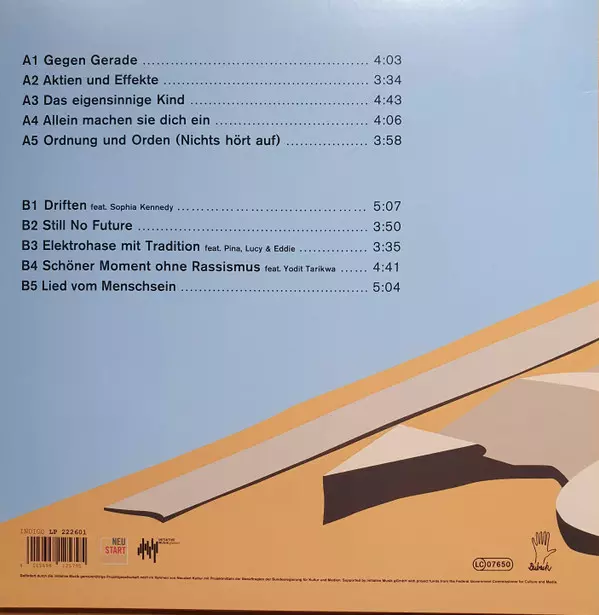 A1 Gegen Gerade 4:03
A2 Aktien und Effekte 3:34
A3 Das eigensinnige Kind 4:43
A4 Allein machen sie dich ein 4:06
A5 Ordnung und Orden (Nichts hört auf) 3:58
B1 Driften feat. Sophia Kennedy 5:07
B2 Still No Future 3:50
B3 Elektrohase mit Tradition feat. Pina, Lucy & Eddie 3:35
B4 Schöner Moment ohne Rassismus feat. Yodit Tarikwa 4:41
B5 Lied vom Menschsein 5:04
INDIGO LP 222601
NEU
START
INITIATIVE
LC 07650
Buback